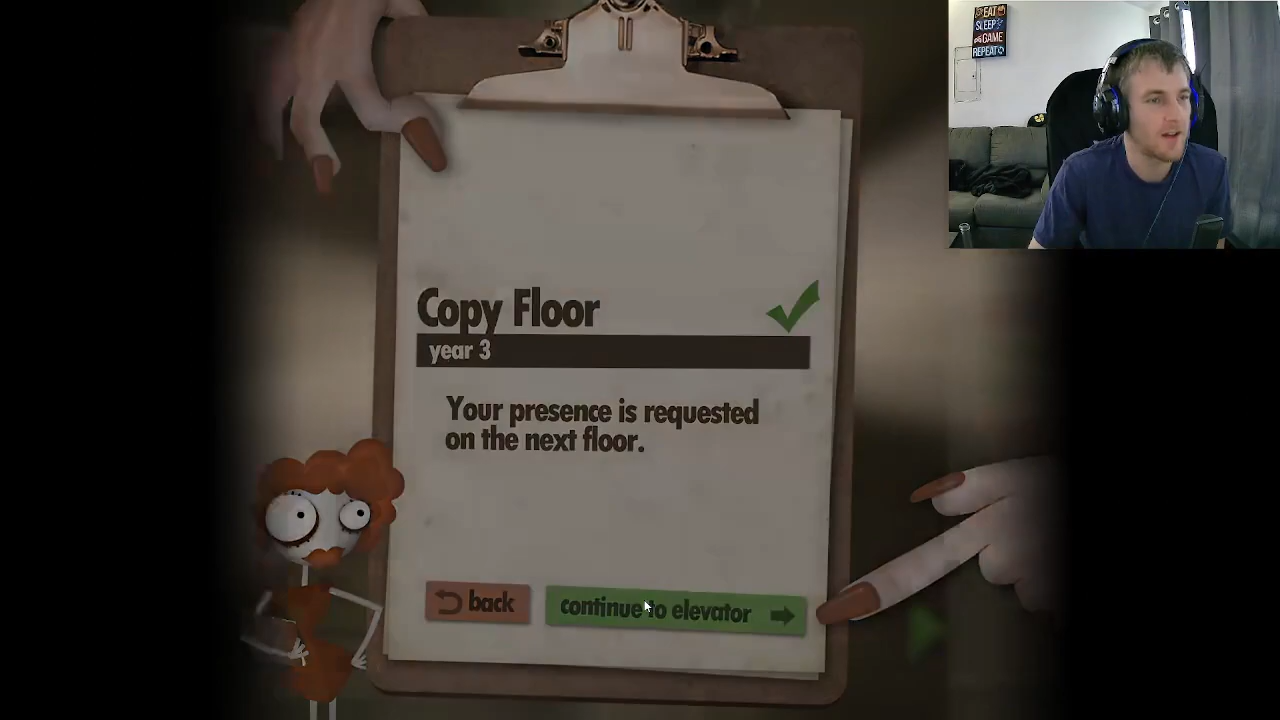 EAT
SLEEP
GAME
REPEAT
Copy Floor
year 3
Your presence is requested
on the next floor.
back
continue to elevator